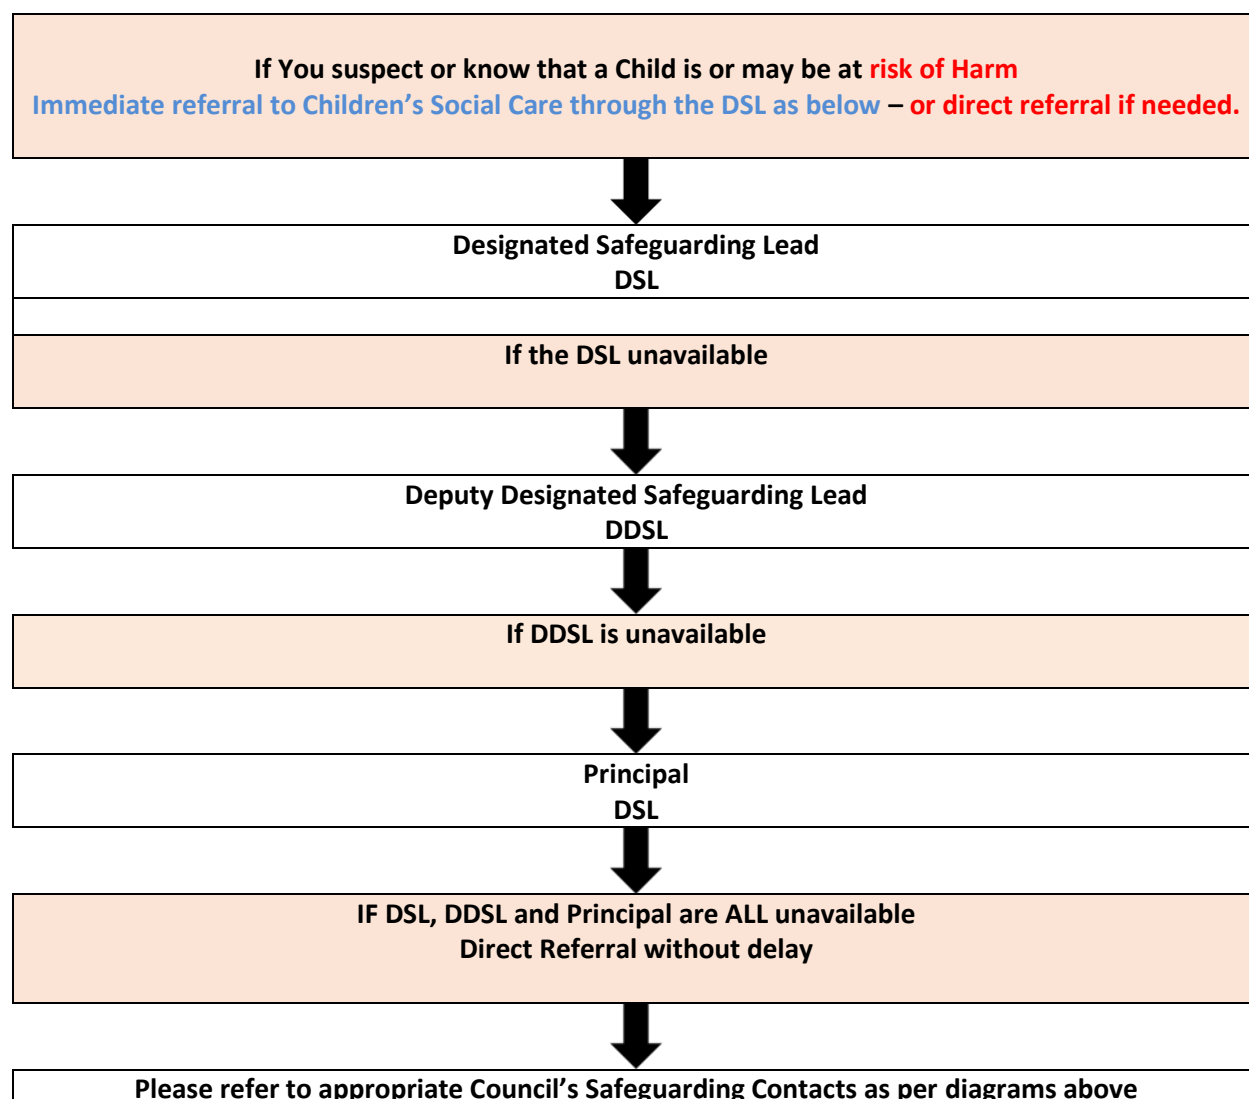 If You suspect or know that a Child is or may be at risk of Harm
Immediate referral to Children's Social Care through the DSL as below – or direct referral if needed.
Designated Safeguarding Lead
DSL
If the DSL unavailable
Deputy Designated Safeguarding Lead
DDSL
If DDSL is unavailable
Principal
DSL
IF DSL, DDSL and Principal are ALL unavailable
Direct Referral without delay
Please refer to appropriate Council's Safeguarding Contacts as per diagrams above